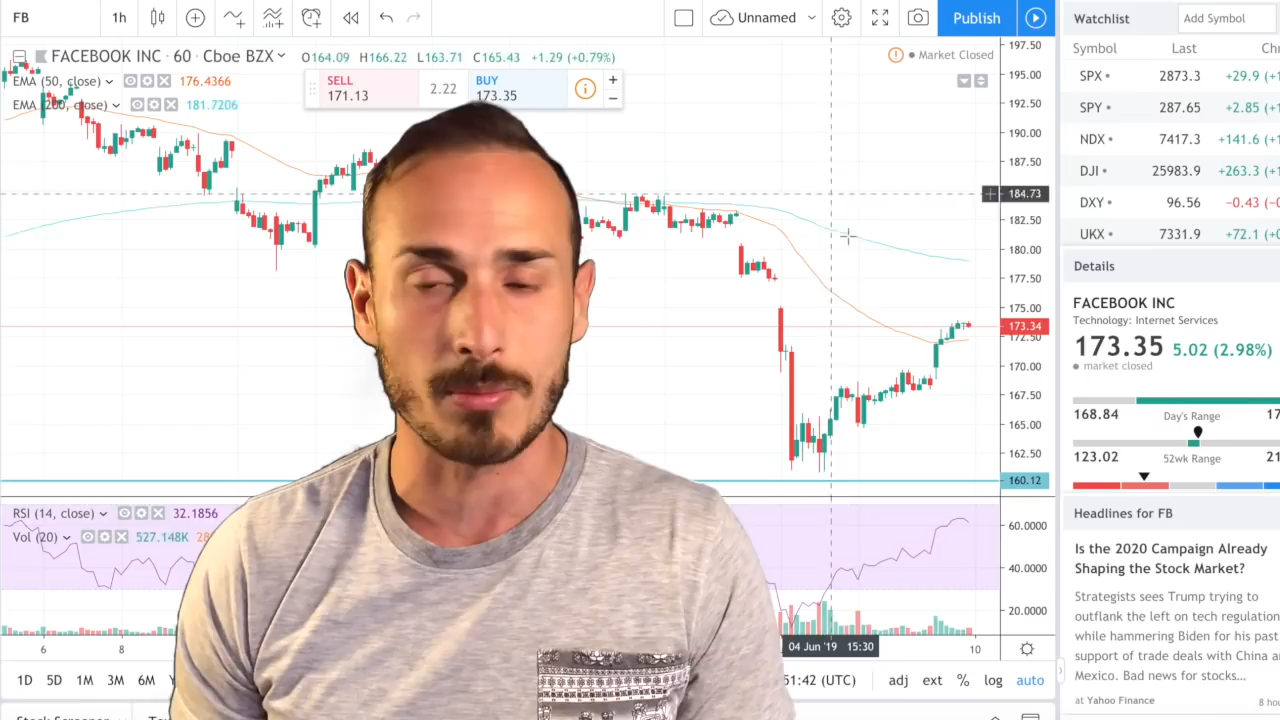 FB 1h Unnamed Publish
FACEBOOK INC · 60 · Cboe BZX O164.09 H166.22 L163.71 C165.43 +1.29 (+0.79%) Market Closed
EMA (50, close) 176.4366
EMA (200, close) 181.7206
SELL
171.13
2.22
BUY
173.35
197.50
195.00
192.50
190.00
187.50
184.73
182.50
180.00
177.50
175.00
173.34
172.50
170.00
167.50
165.00
162.50
160.12
RSI (14, close) 32.1856
Vol (20) 527.148K
60.0000
40.0000
20.0000
6 8 04 Jun '19 15:30 10
1D 5D 1M 3M 6M 51:42 (UTC) adj ext % log auto
Watchlist Add Symbol
Symbol Last
SPX 2873.3 +29.9
SPY 287.65 +2.85
NDX 7417.3 +141.6
DJI 25983.9 +263.3
DXY 96.56 −0.43
UKX 7331.9 +72.1
Details
FACEBOOK INC
Technology: Internet Services
173.35 5.02 (2.98%)
market closed
168.84 Day's Range
123.02 52wk Range
Headlines for FB
Is the 2020 Campaign Already
Shaping the Stock Market?
Strategists sees Trump trying to
outflank the left on tech regulation
while hammering Biden for his past
support of trade deals with China
Mexico. Bad news for stocks...
at Yahoo Finance 8